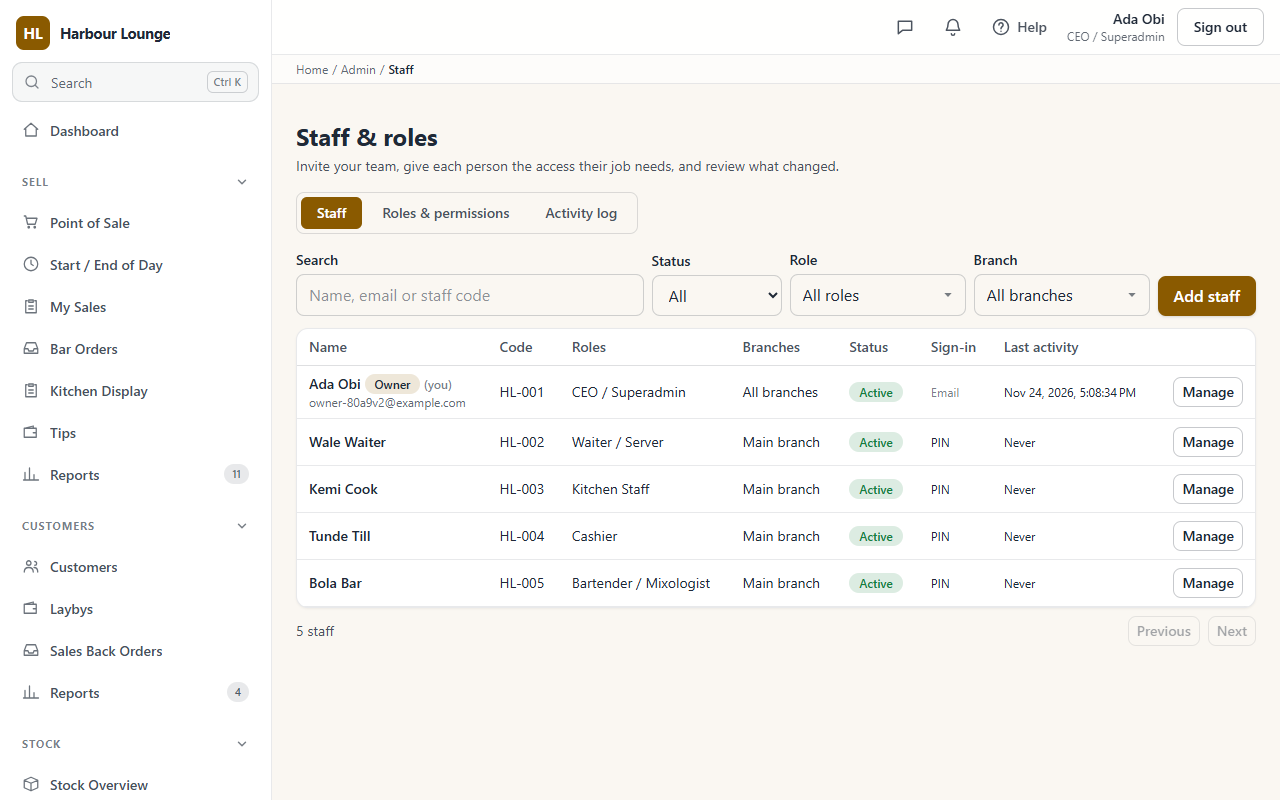 HL Harbour Lounge
Search Ctrl K
Dashboard
SELL
Point of Sale
Start / End of Day
My Sales
Bar Orders
Kitchen Display
Tips
Reports 11
CUSTOMERS
Customers
Laybys
Sales Back Orders
Reports 4
STOCK
Stock Overview
Help
Ada Obi
CEO / Superadmin
Sign out
Home / Admin / Staff
Staff & roles
Invite your team, give each person the access their job needs, and review what changed.
Staff Roles & permissions Activity log
Search Status Role Branch
Name, email or staff code All All roles All branches Add staff
Name Code Roles Branches Status Sign-in Last activity
Ada Obi Owner (you) HL-001 CEO / Superadmin All branches Active Email Nov 24, 2026, 5:08:34 PM Manage
owner-80a9v2@example.com
Wale Waiter HL-002 Waiter / Server Main branch Active PIN Never Manage
Kemi Cook HL-003 Kitchen Staff Main branch Active PIN Never Manage
Tunde Till HL-004 Cashier Main branch Active PIN Never Manage
Bola Bar HL-005 Bartender / Mixologist Main branch Active PIN Never Manage
5 staff Previous Next